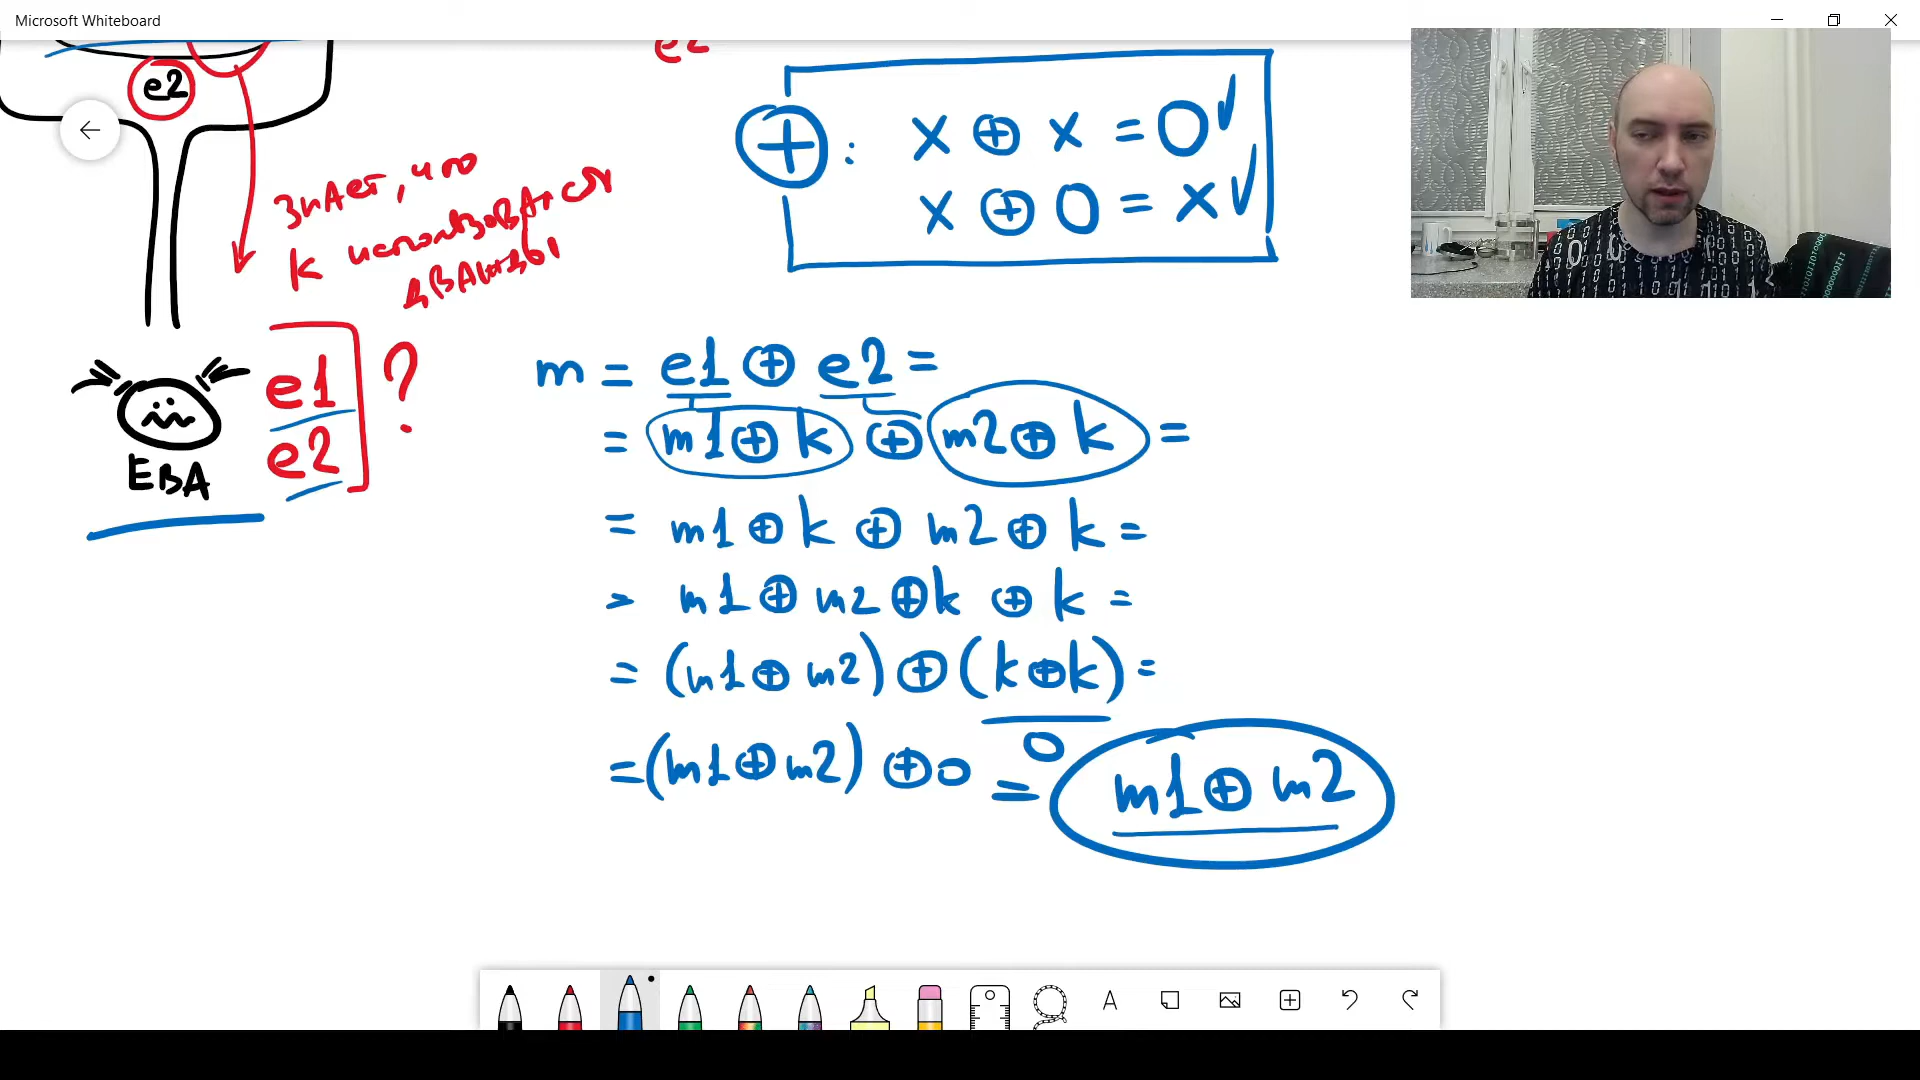 Microsoft Whiteboard
e2
e2
⊕ : x ⊕ x = 0 ✓
x ⊕ 0 = x ✓
Знает, что
k использовался
дважды
e1
e2
?
ЕВА
m = e1 ⊕ e2 =
= m1 ⊕ k ⊕ m2 ⊕ k =
= m1 ⊕ k ⊕ m2 ⊕ k =
= m1 ⊕ m2 ⊕ k ⊕ k =
= (m1 ⊕ m2) ⊕ (k ⊕ k) =
0
= (m1 ⊕ m2) ⊕ 0 = m1 ⊕ m2